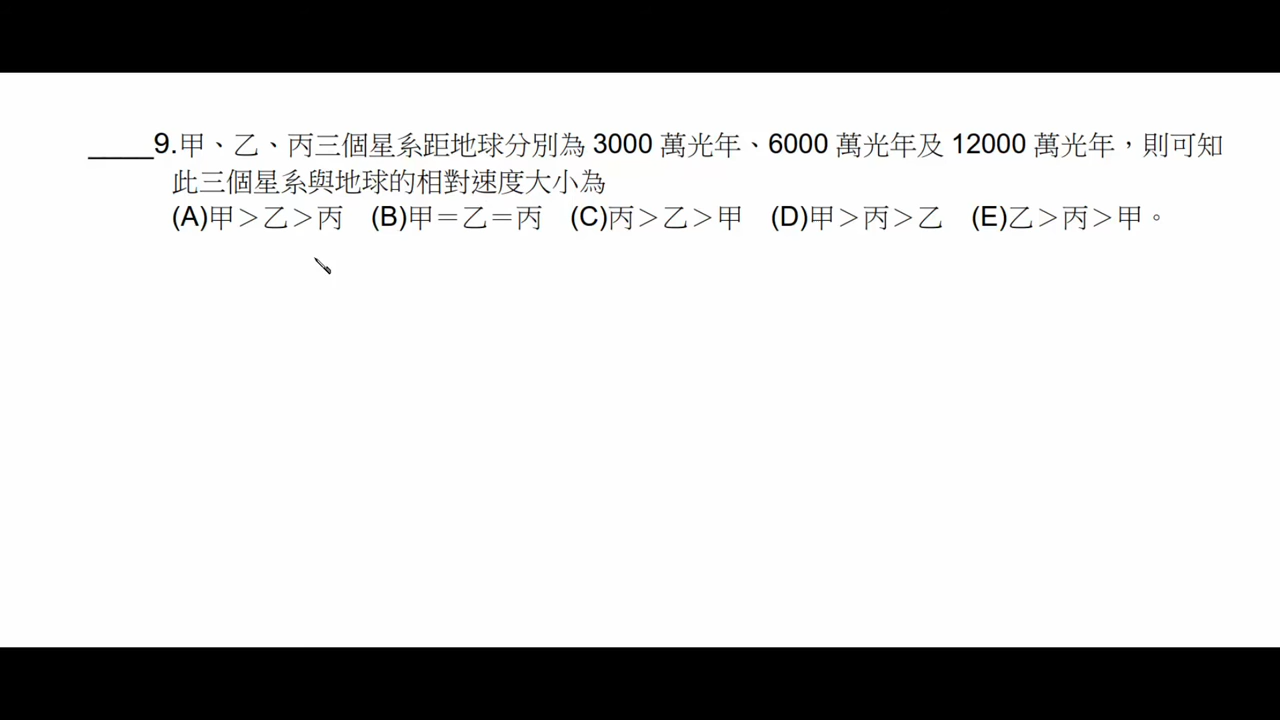 ____9.甲、乙、丙三個星系距地球分別為 3000 萬光年、6000 萬光年及 12000 萬光年，則可知
此三個星系與地球的相對速度大小為
(A)甲＞乙＞丙 (B)甲＝乙＝丙 (C)丙＞乙＞甲 (D)甲＞丙＞乙 (E)乙＞丙＞甲。